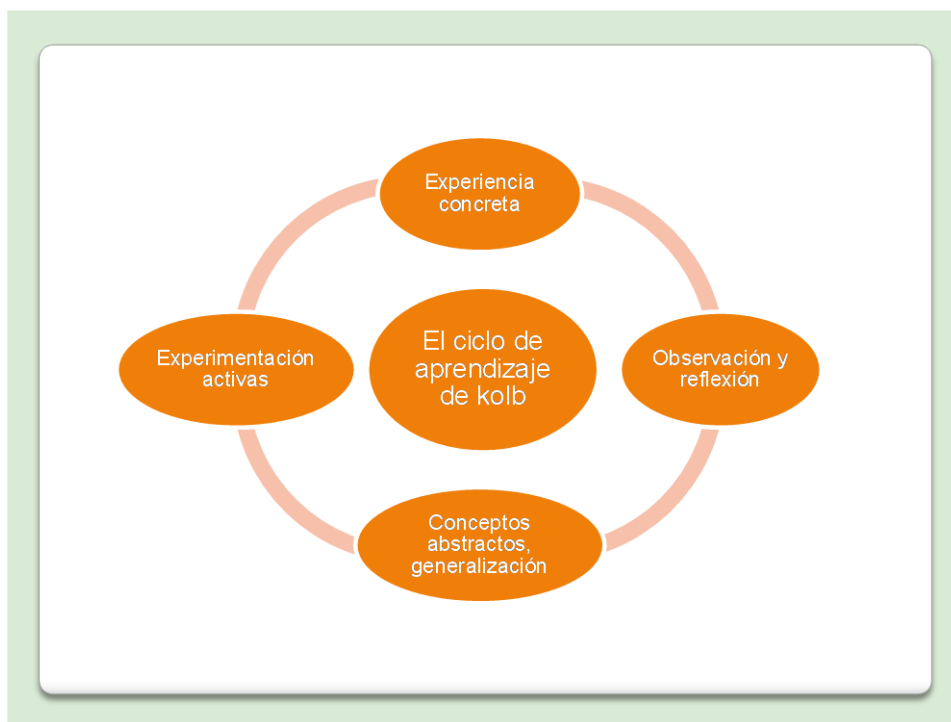 Experiencia
concreta
Experimentación
activas
El ciclo de
aprendizaje
de kolb
Observación y
reflexión
Conceptos
abstractos,
generalización